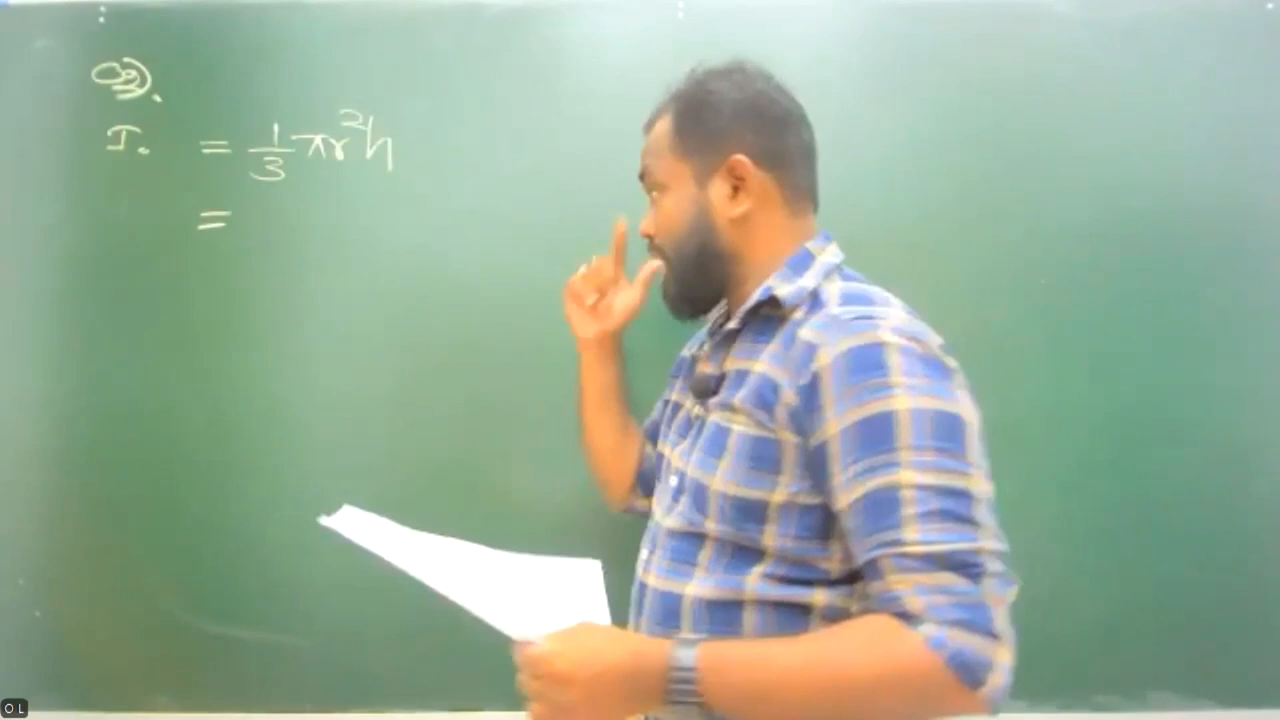 I. = 1/3 πr²h
=
O L